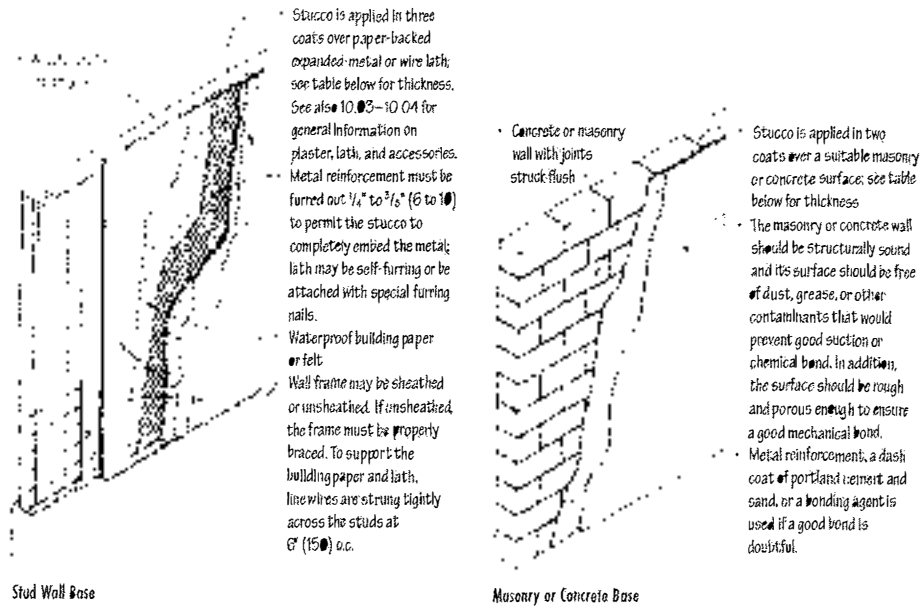 Stucco is applied in three
coats over paper-backed
expanded-metal or wire lath;
see table below for thickness.
See also 10.03–10.04 for
general information on
plaster, lath, and accessories.
Metal reinforcement must be
furred out 1/4" to 3/8" (6 to 10)
to permit the stucco to
completely embed the metal;
lath may be self-furring or be
attached with special furring
nails.
Waterproof building paper
or felt
Wall frame may be sheathed
or unsheathed. If unsheathed,
the frame must be properly
braced. To support the
building paper and lath,
line wires are strung tightly
across the studs at
6" (150) o.c.
Stud Wall Base
• Concrete or masonry
wall with joints
struck flush
• Stucco is applied in two
coats over a suitable masonry
or concrete surface; see table
below for thickness
• The masonry or concrete wall
should be structurally sound
and its surface should be free
of dust, grease, or other
contaminants that would
prevent good suction or
chemical bond. In addition,
the surface should be rough
and porous enough to ensure
a good mechanical bond.
• Metal reinforcement, a dash
coat of portland cement and
sand, or a bonding agent is
used if a good bond is
doubtful.
Masonry or Concrete Base